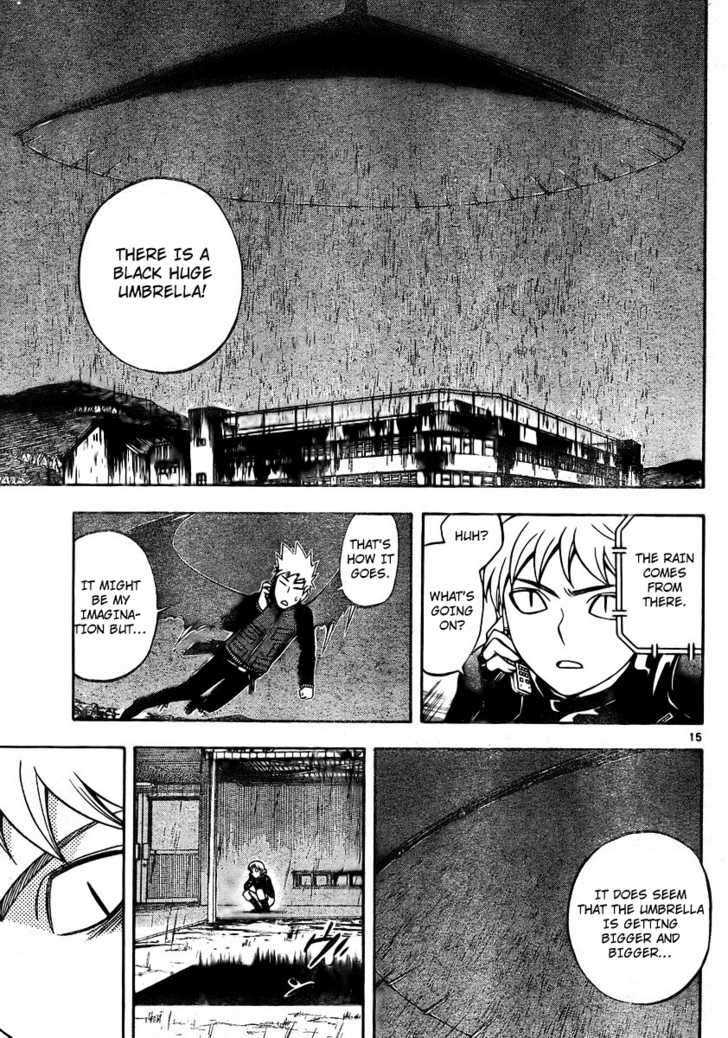 THERE IS A
BLACK HUGE
UMBRELLA!
THE RAIN
COMES
FROM
THERE.
HUH?
WHAT'S
GOING
ON?
THAT'S
HOW IT
GOES.
IT MIGHT
BE MY
IMAGINA-
TION BUT...
15
IT DOES SEEM
THAT THE UMBRELLA
IS GETTING
BIGGER AND
BIGGER...